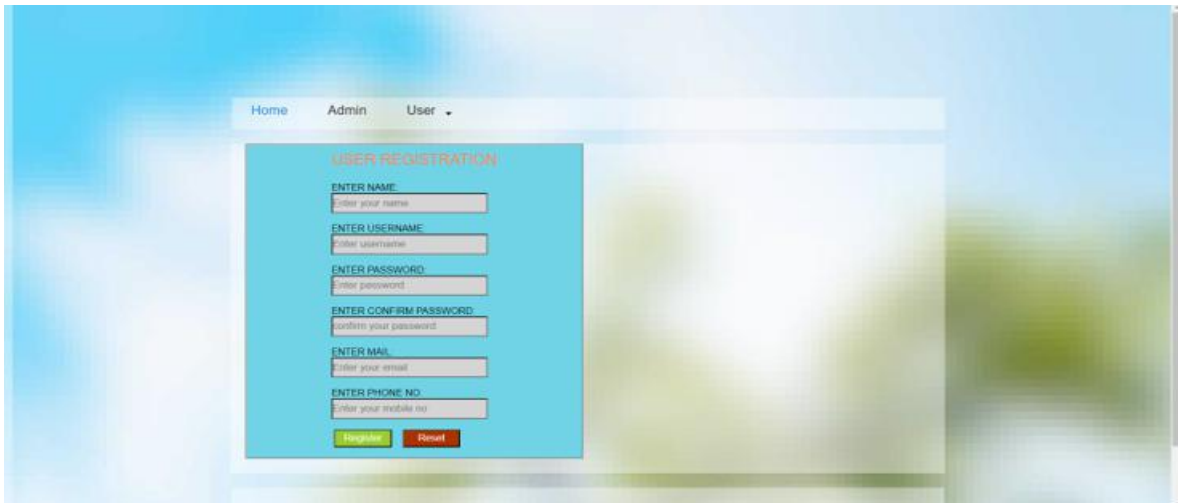 Home Admin User
USER REGISTRATION
ENTER NAME:
Enter your name
ENTER USERNAME:
Enter username
ENTER PASSWORD:
Enter password
ENTER CONFIRM PASSWORD
confirm your password
ENTER MAIL:
Enter your email
ENTER PHONE NO:
Enter your mobile no
Register Reset